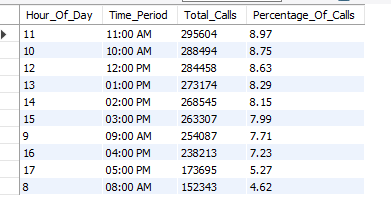 Hour_Of_Day Time_Period Total_Calls Percentage_Of_Calls
11 11:00 AM 295604 8.97
10 10:00 AM 288494 8.75
12 12:00 PM 284458 8.63
13 01:00 PM 273174 8.29
14 02:00 PM 268545 8.15
15 03:00 PM 263307 7.99
9 09:00 AM 254087 7.71
16 04:00 PM 238213 7.23
17 05:00 PM 173695 5.27
8 08:00 AM 152343 4.62